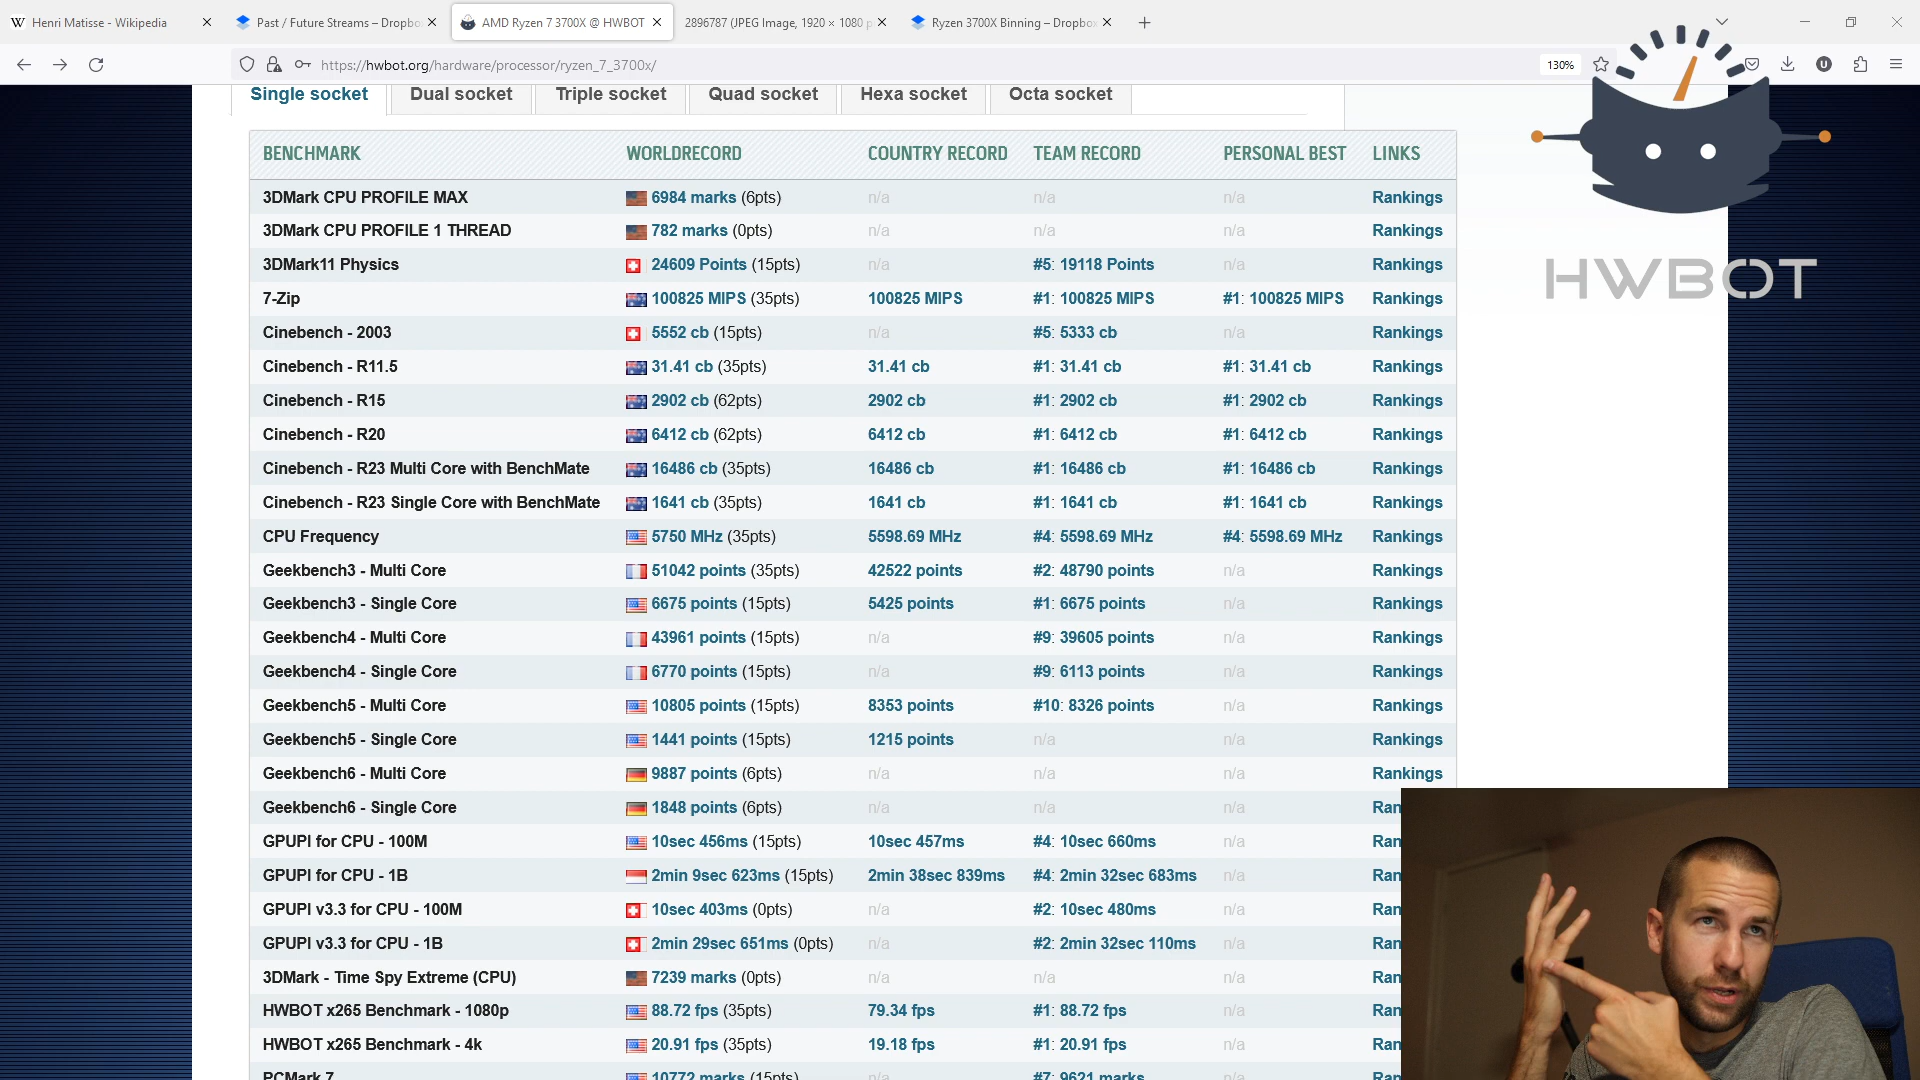 Henri Matisse - Wikipedia
Past / Future Streams – Dropbo
AMD Ryzen 7 3700X @ HWBOT
2896787 (JPEG Image, 1920 × 1080 p
Ryzen 3700X Binning – Dropbox
https://hwbot.org/hardware/processor/ryzen_7_3700x/
130%
Single socket Dual socket Triple socket Quad socket Hexa socket Octa socket
BENCHMARK WORLDRECORD COUNTRY RECORD TEAM RECORD PERSONAL BEST LINKS
3DMark CPU PROFILE MAX 6984 marks (6pts) n/a n/a n/a Rankings
3DMark CPU PROFILE 1 THREAD 782 marks (0pts) n/a n/a n/a Rankings
3DMark11 Physics 24609 Points (15pts) n/a #5: 19118 Points n/a Rankings
7-Zip 100825 MIPS (35pts) 100825 MIPS #1: 100825 MIPS #1: 100825 MIPS Rankings
Cinebench - 2003 5552 cb (15pts) n/a #5: 5333 cb n/a Rankings
Cinebench - R11.5 31.41 cb (35pts) 31.41 cb #1: 31.41 cb #1: 31.41 cb Rankings
Cinebench - R15 2902 cb (62pts) 2902 cb #1: 2902 cb #1: 2902 cb Rankings
Cinebench - R20 6412 cb (62pts) 6412 cb #1: 6412 cb #1: 6412 cb Rankings
Cinebench - R23 Multi Core with BenchMate 16486 cb (35pts) 16486 cb #1: 16486 cb #1: 16486 cb Rankings
Cinebench - R23 Single Core with BenchMate 1641 cb (35pts) 1641 cb #1: 1641 cb #1: 1641 cb Rankings
CPU Frequency 5750 MHz (35pts) 5598.69 MHz #4: 5598.69 MHz #4: 5598.69 MHz Rankings
Geekbench3 - Multi Core 51042 points (35pts) 42522 points #2: 48790 points n/a Rankings
Geekbench3 - Single Core 6675 points (15pts) 5425 points #1: 6675 points n/a Rankings
Geekbench4 - Multi Core 43961 points (15pts) n/a #9: 39605 points n/a Rankings
Geekbench4 - Single Core 6770 points (15pts) n/a #9: 6113 points n/a Rankings
Geekbench5 - Multi Core 10805 points (15pts) 8353 points #10: 8326 points n/a Rankings
Geekbench5 - Single Core 1441 points (15pts) 1215 points n/a n/a Rankings
Geekbench6 - Multi Core 9887 points (6pts) n/a n/a n/a Rankings
Geekbench6 - Single Core 1848 points (6pts) n/a n/a n/a Ran
GPUPI for CPU - 100M 10sec 456ms (15pts) 10sec 457ms #4: 10sec 660ms n/a Ran
GPUPI for CPU - 1B 2min 9sec 623ms (15pts) 2min 38sec 839ms #4: 2min 32sec 683ms n/a Ran
GPUPI v3.3 for CPU - 100M 10sec 403ms (0pts) n/a #2: 10sec 480ms n/a Ran
GPUPI v3.3 for CPU - 1B 2min 29sec 651ms (0pts) n/a #2: 2min 32sec 110ms n/a Ran
3DMark - Time Spy Extreme (CPU) 7239 marks (0pts) n/a n/a n/a Ran
HWBOT x265 Benchmark - 1080p 88.72 fps (35pts) 79.34 fps #1: 88.72 fps n/a Ran
HWBOT x265 Benchmark - 4k 20.91 fps (35pts) 19.18 fps #1: 20.91 fps n/a Ran
PCMark 7 10772 marks (15pts) n/a #7: 9621 marks n/a
HWBOT